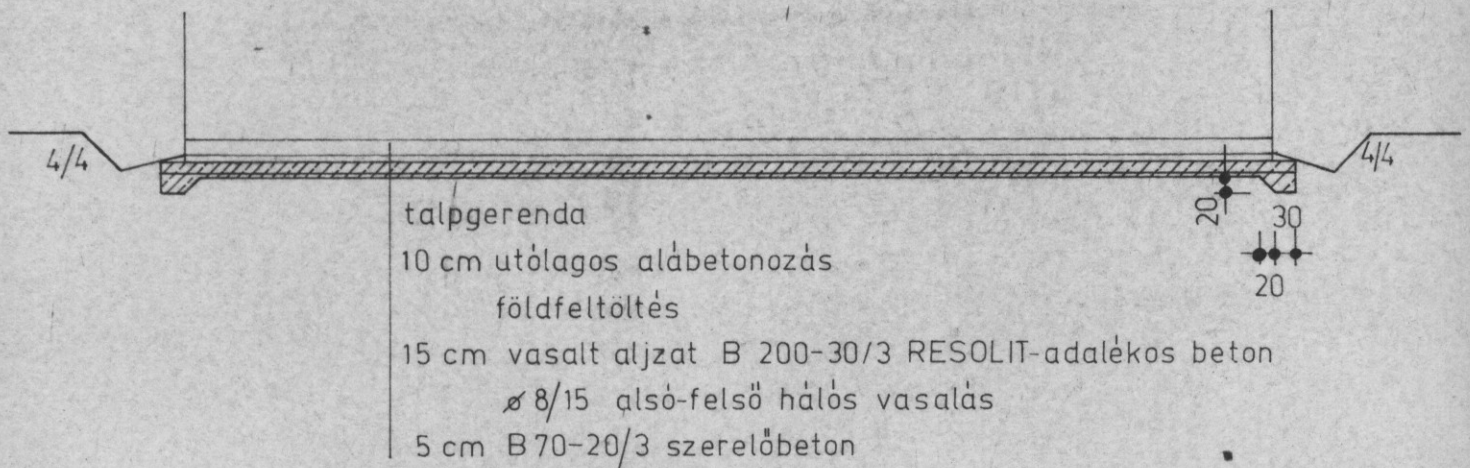 4/4
4/4
talpgerenda
20
30
10 cm utólagos alábetonozás
20
földfeltöltés
15 cm vasalt aljzat B 200-30/3 RESOLIT-adalékos beton
ø 8/15 alsó-felső hálós vasalás
5 cm B 70-20/3 szerelőbeton